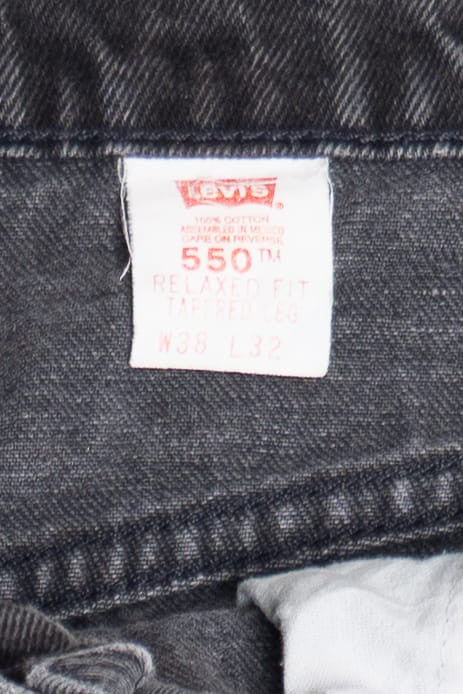 LEVI'S ®
100% COTTON
ASSEMBLED IN MEXICO
CARE ON REVERSE
550™
RELAXED FIT
TAPERED LEG
W38 L32